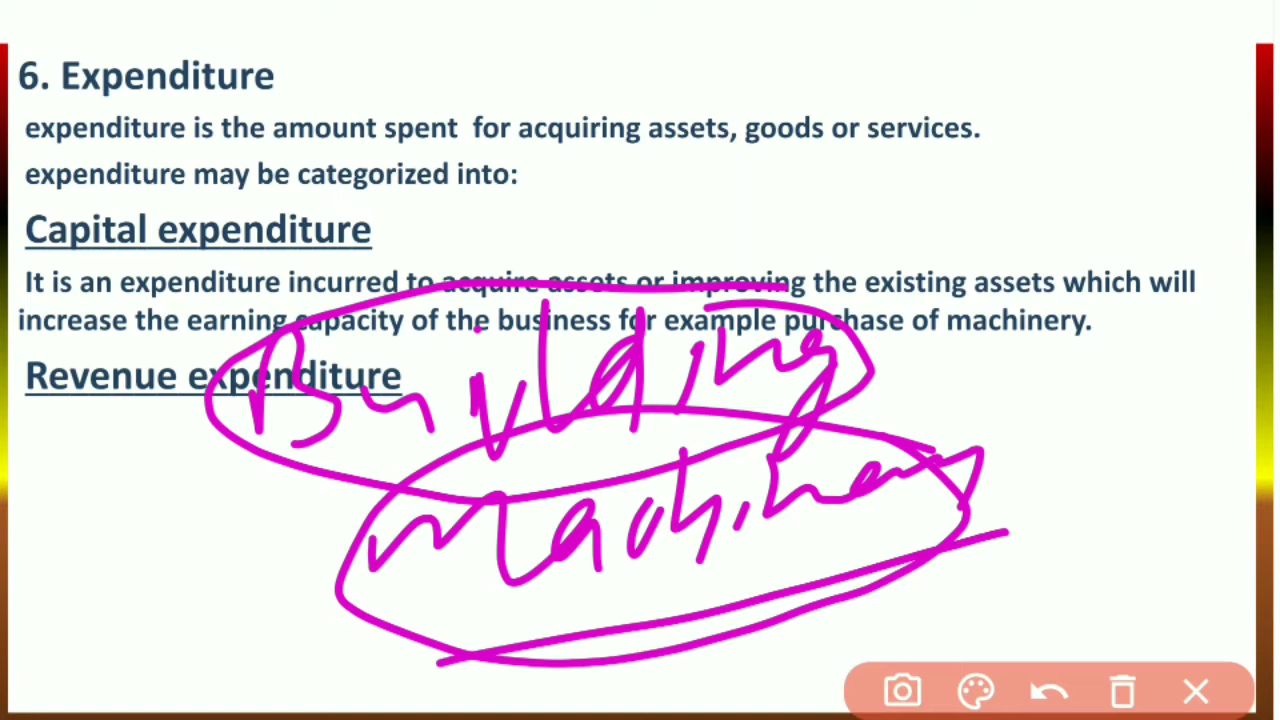 6. Expenditure
expenditure is the amount spent for acquiring assets, goods or services.
expenditure may be categorized into:
Capital expenditure
It is an expenditure incurred to acquire assets or improving the existing assets which will
increase the earning capacity of the business for example purchase of machinery.
Revenue expenditure
Building
Machinery